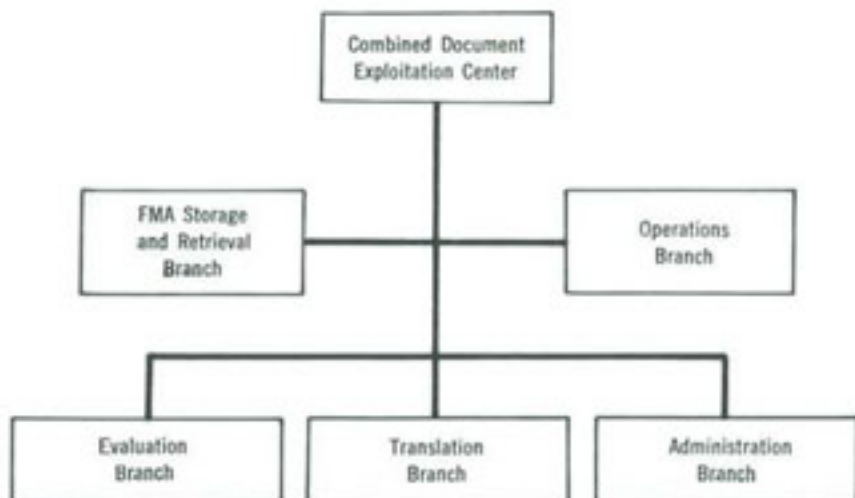 Combined Document
Exploitation Center
FMA Storage
and Retrieval
Branch
Operations
Branch
Evaluation
Branch
Translation
Branch
Administration
Branch